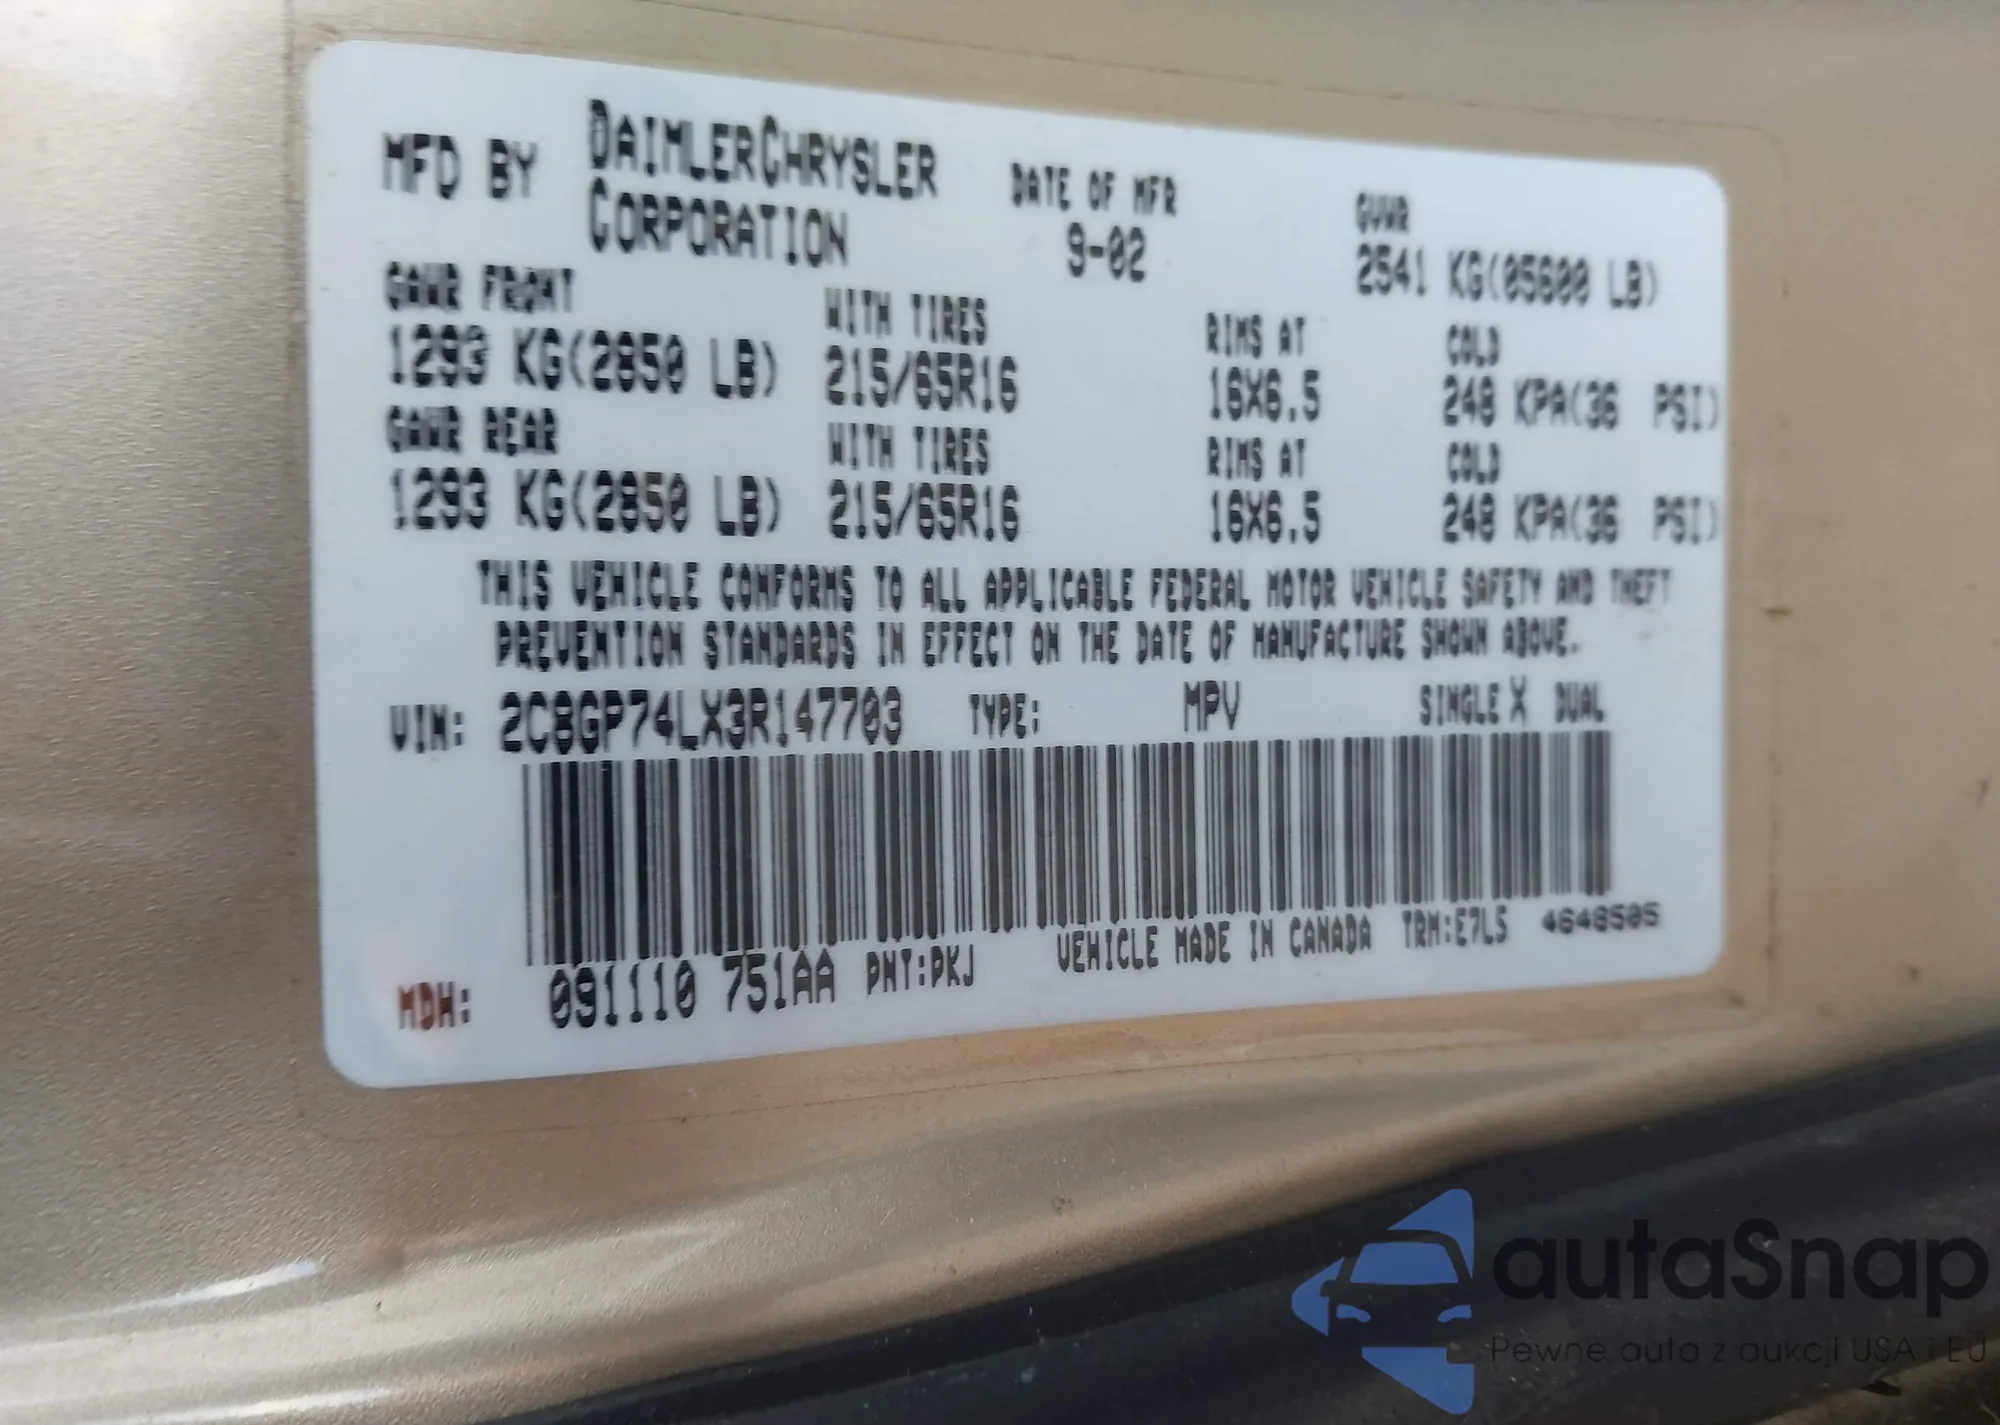 MFD BY DAIMLERCHRYSLER CORPORATION DATE OF MFR 9-02 GVWR 2541 KG(05600 LB)
GAWR FRONT WITH TIRES RIMS AT COLD
1293 KG(2850 LB) 215/65R16 16X6.5 248 KPA(36 PSI)
GAWR REAR WITH TIRES RIMS AT COLD
1293 KG(2850 LB) 215/65R16 16X6.5 248 KPA(36 PSI)
THIS VEHICLE CONFORMS TO ALL APPLICABLE FEDERAL MOTOR VEHICLE SAFETY AND THEFT
PREVENTION STANDARDS IN EFFECT ON THE DATE OF MANUFACTURE SHOWN ABOVE.
VIN: 2C8GP74LX3R147703 TYPE: MPV SINGLE X DUAL
MDH: 091110 751AA PNT:PKJ VEHICLE MADE IN CANADA TRM:E7L5 4648505
autaSnap
Pewne auta z aukcji USA i EU